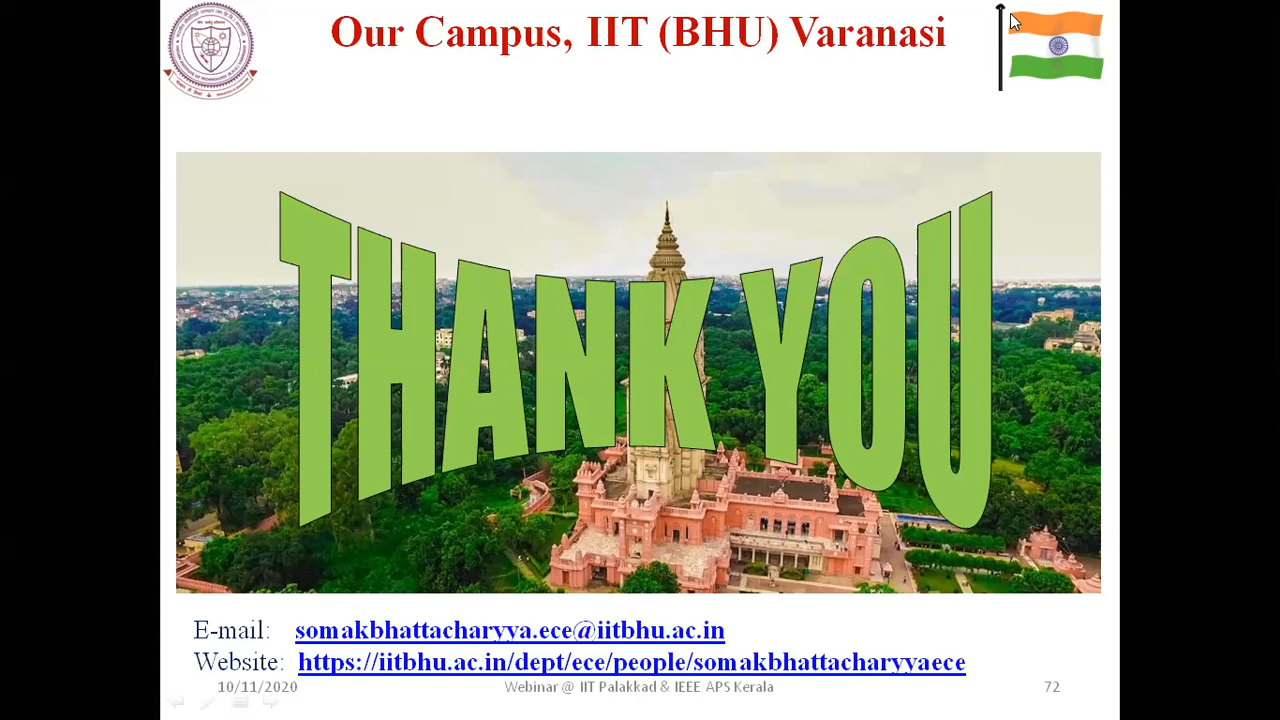 Our Campus, IIT (BHU) Varanasi
THANK YOU
E-mail: somakbhattacharyya.ece@iitbhu.ac.in
Website: https://iitbhu.ac.in/dept/ece/people/somakbhattacharyyaece
10/11/2020 Webinar @ IIT Palakkad & IEEE APS Kerala 72